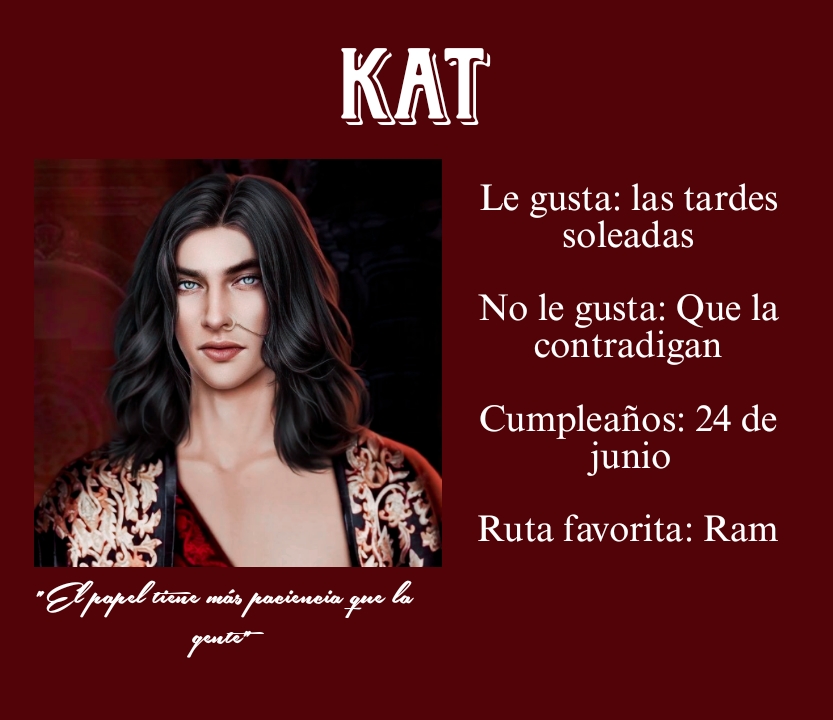 KAT
Le gusta: las tardes
soleadas
No le gusta: Que la
contradigan
Cumpleaños: 24 de
junio
Ruta favorita: Ram
"El papel tiene más paciencia que la
gente"